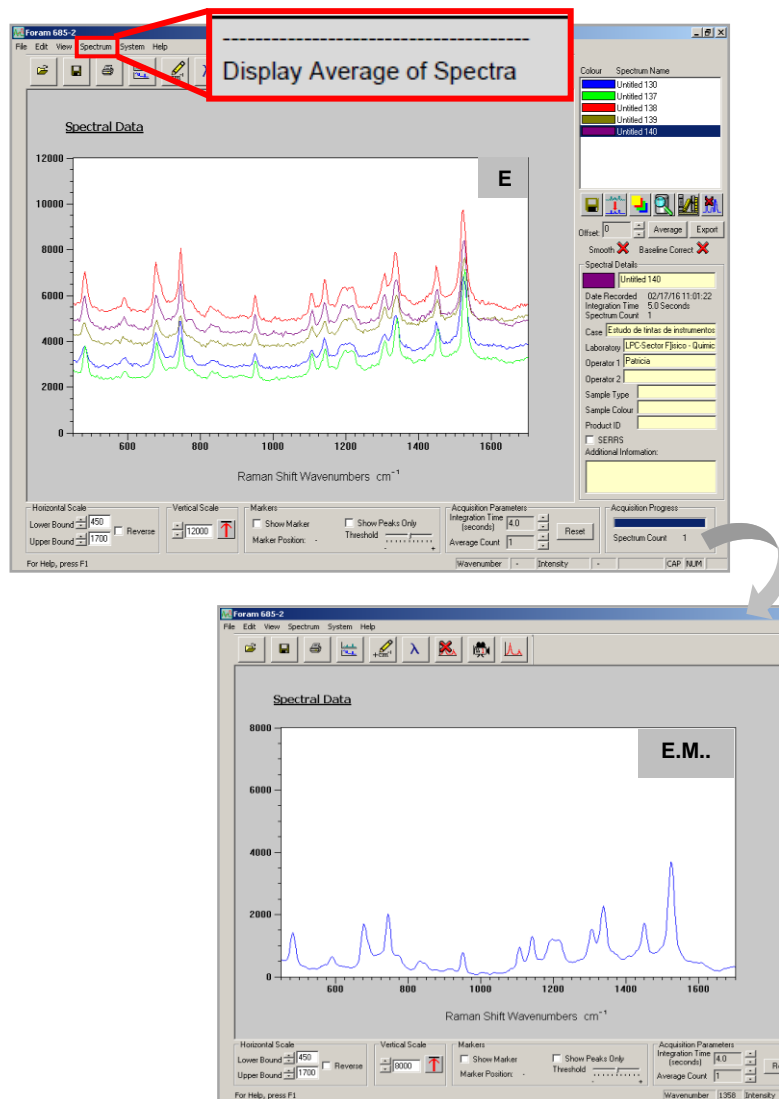 Foram 685-2
File Edit View Spectrum System Help
-------------------------------------
Display Average of Spectra
Spectral Data
E
12000
10000
8000
6000
4000
2000
0
600 800 1000 1200 1400 1600
Raman Shift Wavenumbers cm⁻¹
Colour Spectrum Name
Untitled 130
Untitled 137
Untitled 138
Untitled 139
Untitled 140
Offset: 0 Average Export
Smooth Baseline Correct
Spectral Details
Untitled 140
Date Recorded 02/17/16 11:01:22
Integration Time 5.0 Seconds
Spectrum Count 1
Case Estudo de tintas de instrumentos
Laboratory LPC-Sector F]ísico - Quimic
Operator 1 Patricia
Operator 2
Sample Type
Sample Colour
Product ID
SERRS
Additional Information:
Horizontal Scale Vertical Scale Markers Acquisition Parameters Acquisition Progress
Lower Bound 450 Reverse 12000 Show Marker Show Peaks Only Integration Time (seconds) 4.0 Reset
Upper Bound 1700 Marker Position: - Threshold - + Average Count 1 Spectrum Count 1
For Help, press F1 Wavenumber - Intensity - CAP NUM
Foram 685-2
File Edit View Spectrum System Help
+Cm⁻¹ λ
Spectral Data
E.M..
8000
6000
4000
2000
0
600 800 1000 1200 1400 1600
Raman Shift Wavenumbers cm⁻¹
Horizontal Scale Vertical Scale Markers Acquisition Parameters
Lower Bound 450 Reverse 8000 Show Marker Show Peaks Only Integration Time (seconds) 4.0
Upper Bound 1700 Marker Position: - Threshold - + Average Count 1
For Help, press F1 Wavenumber 1358 Intensity